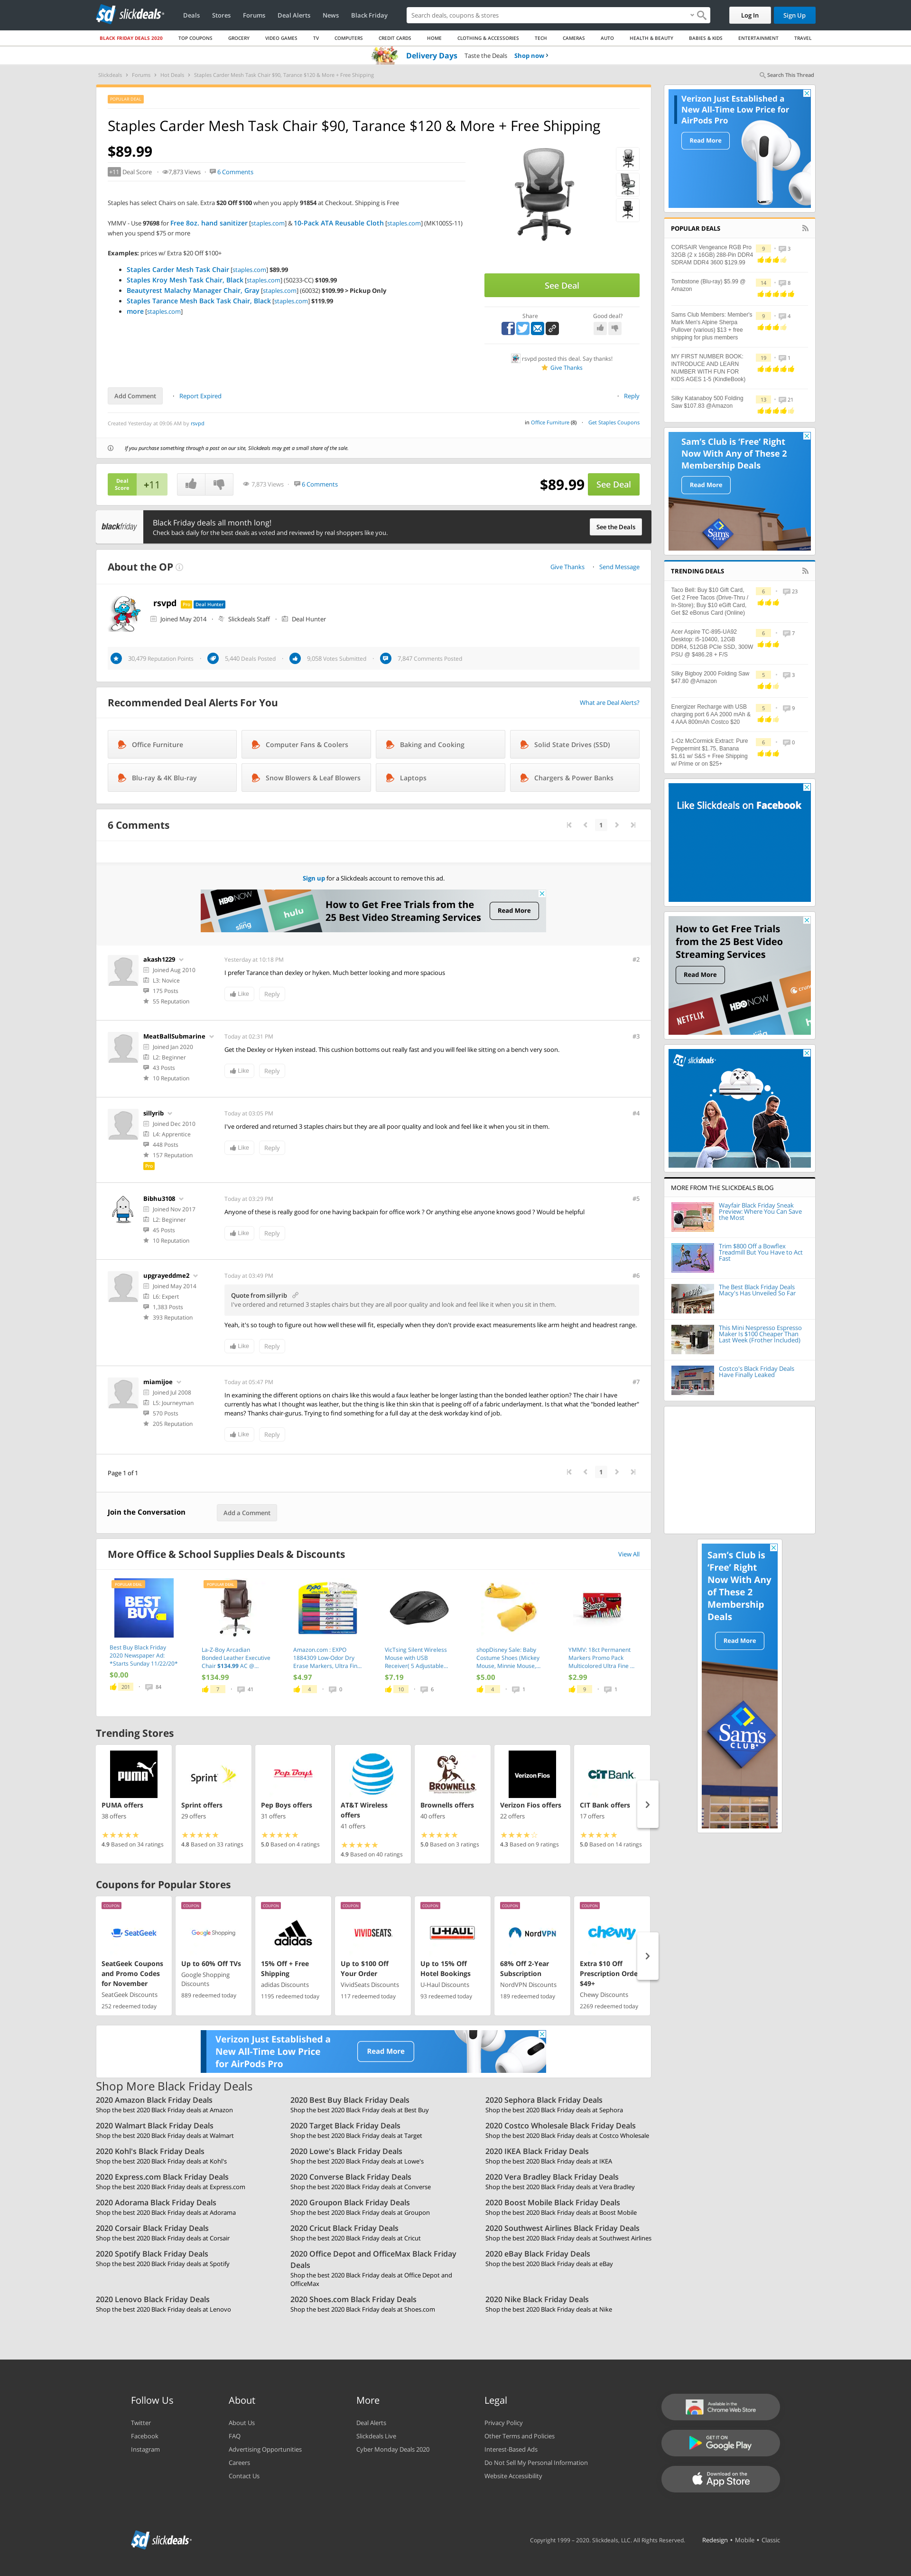 sd slickdeals
Deals Stores Forums Deal Alerts News Black Friday
Search deals, coupons & stores
Log In Sign Up
BLACK FRIDAY DEALS 2020 TOP COUPONS GROCERY VIDEO GAMES TV COMPUTERS CREDIT CARDS HOME CLOTHING & ACCESSORIES TECH CAMERAS AUTO HEALTH & BEAUTY BABIES & KIDS ENTERTAINMENT TRAVEL
Delivery Days Taste the Deals Shop now
Slickdeals Forums Hot Deals Staples Carder Mesh Task Chair $90, Tarance $120 & More + Free Shipping
Search This Thread
POPULAR DEAL
Staples Carder Mesh Task Chair $90, Tarance $120 & More + Free Shipping
$89.99
+11 Deal Score 7,873 Views 6 Comments
Staples has select Chairs on sale. Extra $20 Off $100 when you apply 91854 at Checkout. Shipping is Free
YMMV - Use 97698 for Free 8oz. hand sanitizer [staples.com] & 10-Pack ATA Reusable Cloth [staples.com] (MK100SS-11)
when you spend $75 or more
Examples: prices w/ Extra $20 Off $100+
Staples Carder Mesh Task Chair [staples.com] $89.99
Staples Kroy Mesh Task Chair, Black [staples.com] (50233-CC) $109.99
Beautyrest Malachy Manager Chair, Gray [staples.com] (60032) $109.99 > Pickup Only
Staples Tarance Mesh Back Task Chair, Black [staples.com] $119.99
more [staples.com]
See Deal
Share Good deal?
rsvpd posted this deal. Say thanks!
Give Thanks
Add Comment Report Expired Reply
Created Yesterday at 09:06 AM by rsvpd
in Office Furniture (8) Get Staples Coupons
If you purchase something through a post on our site, Slickdeals may get a small share of the sale.
Deal Score +11 7,873 Views 6 Comments $89.99 See Deal
blackfriday
Black Friday deals all month long!
Check back daily for the best deals as voted and reviewed by real shoppers like you.
See the Deals
About the OP
Give Thanks Send Message
rsvpd Pro Deal Hunter
Joined May 2014 Slickdeals Staff Deal Hunter
30,479 Reputation Points 5,440 Deals Posted 9,058 Votes Submitted 7,847 Comments Posted
Recommended Deal Alerts For You
What are Deal Alerts?
Office Furniture Computer Fans & Coolers Baking and Cooking Solid State Drives (SSD)
Blu-ray & 4K Blu-ray Snow Blowers & Leaf Blowers Laptops Chargers & Power Banks
6 Comments
1
Sign up for a Slickdeals account to remove this ad.
HBONOW sling hulu
How to Get Free Trials from the
25 Best Video Streaming Services
Read More
akash1229
Joined Aug 2010
L3: Novice
175 Posts
55 Reputation
Yesterday at 10:18 PM #2
I prefer Tarance than dexley or hyken. Much better looking and more spacious
Like Reply
MeatBallSubmarine
Joined Jan 2020
L2: Beginner
43 Posts
10 Reputation
Today at 02:31 PM #3
Get the Dexley or Hyken instead. This cushion bottoms out really fast and you will feel like sitting on a bench very soon.
Like Reply
sillyrib
Joined Dec 2010
L4: Apprentice
448 Posts
157 Reputation
Pro
Today at 03:05 PM
I've ordered and returned 3 staples chairs but they are all poor quality and look and feel like it when you sit in them.
Like Reply
Bibhu3108
Joined Nov 2017
L2: Beginner
45 Posts
10 Reputation
Today at 03:29 PM #5
Anyone of these is really good for one having backpain for office work ? Or anything else anyone knows good ? Would be helpful
Like Reply
upgrayeddme2
Joined May 2014
L6: Expert
1,383 Posts
393 Reputation
Today at 03:49 PM #6
Quote from sillyrib
I've ordered and returned 3 staples chairs but they are all poor quality and look and feel like it when you sit in them.
Yeah, it's so tough to figure out how well these will fit, especially when they don't provide exact measurements like arm height and headrest range.
Like Reply
miamijoe
Joined Jul 2008
L5: Journeyman
570 Posts
205 Reputation
Today at 05:47 PM #7
In examining the different options on chairs like this would a faux leather be longer lasting than the bonded leather option? The chair I have
currently has what I thought was leather, but the thing is like thin skin that is peeling off of a fabric underlayment. Is that what the "bonded leather"
means? Thanks chair-gurus. Trying to find something for a full day at the desk workday kind of job.
Like Reply
Page 1 of 1
1
Join the Conversation Add a Comment
More Office & School Supplies Deals & Discounts
View All
POPULAR DEAL
BEST BUY
Best Buy Black Friday
2020 Newspaper Ad:
*Starts Sunday 11/22/20*
$0.00
201 84
POPULAR DEAL
La-Z-Boy Arcadian
Bonded Leather Executive
Chair $134.99 AC @...
$134.99
7 41
Amazon.com : EXPO
1884309 Low-Odor Dry
Erase Markers, Ultra Fin...
$4.97
4 0
VicTsing Silent Wireless
Mouse with USB
Receiver( 5 Adjustable...
$7.19
10 6
shopDisney Sale: Baby
Costume Shoes (Mickey
Mouse, Minnie Mouse,...
$5.00
4 1
YMMV: 18ct Permanent
Markers Promo Pack
Multicolored Ultra Fine ...
$2.99
9 1
Trending Stores
PUMA
PUMA offers
38 offers
4.9 Based on 34 ratings
Sprint
Sprint offers
29 offers
4.8 Based on 33 ratings
Pep Boys
Pep Boys offers
31 offers
5.0 Based on 4 ratings
AT&T Wireless
offers
41 offers
4.9 Based on 40 ratings
BROWNELLS
Brownells offers
40 offers
5.0 Based on 3 ratings
Verizon Fios
Verizon Fios offers
22 offers
4.3 Based on 9 ratings
CIT Bank
CIT Bank offers
17 offers
5.0 Based on 14 ratings
Coupons for Popular Stores
COUPON
SeatGeek
SeatGeek Coupons
and Promo Codes
for November
SeatGeek Discounts
252 redeemed today
COUPON
Google Shopping
Up to 60% Off TVs
Google Shopping
Discounts
889 redeemed today
COUPON
adidas
15% Off + Free
Shipping
adidas Discounts
1195 redeemed today
COUPON
VIVIDSEATS
Up to $100 Off
Your Order
VividSeats Discounts
117 redeemed today
COUPON
U-HAUL
Up to 15% Off
Hotel Bookings
U-Haul Discounts
93 redeemed today
COUPON
NordVPN
68% Off 2-Year
Subscription
NordVPN Discounts
189 redeemed today
COUPON
chewy
Extra $10 Off
Prescription Orde
$49+
Chewy Discounts
2269 redeemed today
Verizon Just Established a
New All-Time Low Price
for AirPods Pro
Read More
Shop More Black Friday Deals
2020 Amazon Black Friday Deals
Shop the best 2020 Black Friday deals at Amazon
2020 Best Buy Black Friday Deals
Shop the best 2020 Black Friday deals at Best Buy
2020 Sephora Black Friday Deals
Shop the best 2020 Black Friday deals at Sephora
2020 Walmart Black Friday Deals
Shop the best 2020 Black Friday deals at Walmart
2020 Target Black Friday Deals
Shop the best 2020 Black Friday deals at Target
2020 Costco Wholesale Black Friday Deals
Shop the best 2020 Black Friday deals at Costco Wholesale
2020 Kohl's Black Friday Deals
Shop the best 2020 Black Friday deals at Kohl's
2020 Lowe's Black Friday Deals
Shop the best 2020 Black Friday deals at Lowe's
2020 IKEA Black Friday Deals
Shop the best 2020 Black Friday deals at IKEA
2020 Express.com Black Friday Deals
Shop the best 2020 Black Friday deals at Express.com
2020 Converse Black Friday Deals
Shop the best 2020 Black Friday deals at Converse
2020 Vera Bradley Black Friday Deals
Shop the best 2020 Black Friday deals at Vera Bradley
2020 Adorama Black Friday Deals
Shop the best 2020 Black Friday deals at Adorama
2020 Groupon Black Friday Deals
Shop the best 2020 Black Friday deals at Groupon
2020 Boost Mobile Black Friday Deals
Shop the best 2020 Black Friday deals at Boost Mobile
2020 Corsair Black Friday Deals
Shop the best 2020 Black Friday deals at Corsair
2020 Cricut Black Friday Deals
Shop the best 2020 Black Friday deals at Cricut
2020 Southwest Airlines Black Friday Deals
Shop the best 2020 Black Friday deals at Southwest Airlines
2020 Spotify Black Friday Deals
Shop the best 2020 Black Friday deals at Spotify
2020 Office Depot and OfficeMax Black Friday
Deals
Shop the best 2020 Black Friday deals at Office Depot and
OfficeMax
2020 eBay Black Friday Deals
Shop the best 2020 Black Friday deals at eBay
2020 Lenovo Black Friday Deals
Shop the best 2020 Black Friday deals at Lenovo
2020 Shoes.com Black Friday Deals
Shop the best 2020 Black Friday deals at Shoes.com
2020 Nike Black Friday Deals
Shop the best 2020 Black Friday deals at Nike
Verizon Just Established a
New All-Time Low Price for
AirPods Pro
Read More
POPULAR DEALS
CORSAIR Vengeance RGB Pro
32GB (2 x 16GB) 288-Pin DDR4
SDRAM DDR4 3600 $129.99
9 3
Tombstone (Blu-ray) $5.99 @
Amazon
14 8
Sams Club Members: Member's
Mark Men's Alpine Sherpa
Pullover (various) $13 + free
shipping for plus members
9 4
MY FIRST NUMBER BOOK:
INTRODUCE AND LEARN
NUMBER WITH FUN FOR
KIDS AGES 1-5 (KindleBook)
19 1
Silky Katanaboy 500 Folding
Saw $107.83 @Amazon
13 21
Sam's Club is 'Free' Right
Now With Any of These 2
Membership Deals
Read More
Sam's
TRENDING DEALS
Taco Bell: Buy $10 Gift Card,
Get 2 Free Tacos (Drive-Thru /
In-Store); Buy $10 eGift Card,
Get $2 eBonus Card (Online)
6 23
Acer Aspire TC-895-UA92
Desktop: i5-10400, 12GB
DDR4, 512GB PCIe SSD, 300W
PSU @ $486.28 + F/S
6 7
Silky Bigboy 2000 Folding Saw
$47.80 @Amazon
5 3
Energizer Recharge with USB
charging port 6 AA 2000 mAh &
4 AAA 800mAh Costco $20
5 9
1-Oz McCormick Extract: Pure
Peppermint $1.75, Banana
$1.61 w/ S&S + Free Shipping
w/ Prime or on $25+
6 0
Like Slickdeals on Facebook
How to Get Free Trials
from the 25 Best Video
Streaming Services
Read More
NETFLIX HBONOW crunchyroll sling
sd slickdeals
MORE FROM THE SLICKDEALS BLOG
Wayfair Black Friday Sneak
Preview: Where You Can Save
the Most
Trim $800 Off a Bowflex
Treadmill But You Have to Act
Fast
The Best Black Friday Deals
Macy's Has Unveiled So Far
This Mini Nespresso Espresso
Maker Is $100 Cheaper Than
Last Week (Frother Included)
Costco's Black Friday Deals
Have Finally Leaked
Sam's Club is
'Free' Right
Now With Any
of These 2
Membership
Deals
Read More
Sam's CLUB
Follow Us
Twitter
Facebook
Instagram
About
About Us
FAQ
Advertising Opportunities
Careers
Contact Us
More
Deal Alerts
Slickdeals Live
Cyber Monday Deals 2020
Legal
Privacy Policy
Other Terms and Policies
Interest-Based Ads
Do Not Sell My Personal Information
Website Accessibility
Available in the
Chrome Web Store
GET IT ON
Google Play
Download on the
App Store
sd slickdeals
Copyright 1999 - 2020. Slickdeals, LLC. All Rights Reserved.
Redesign • Mobile • Classic